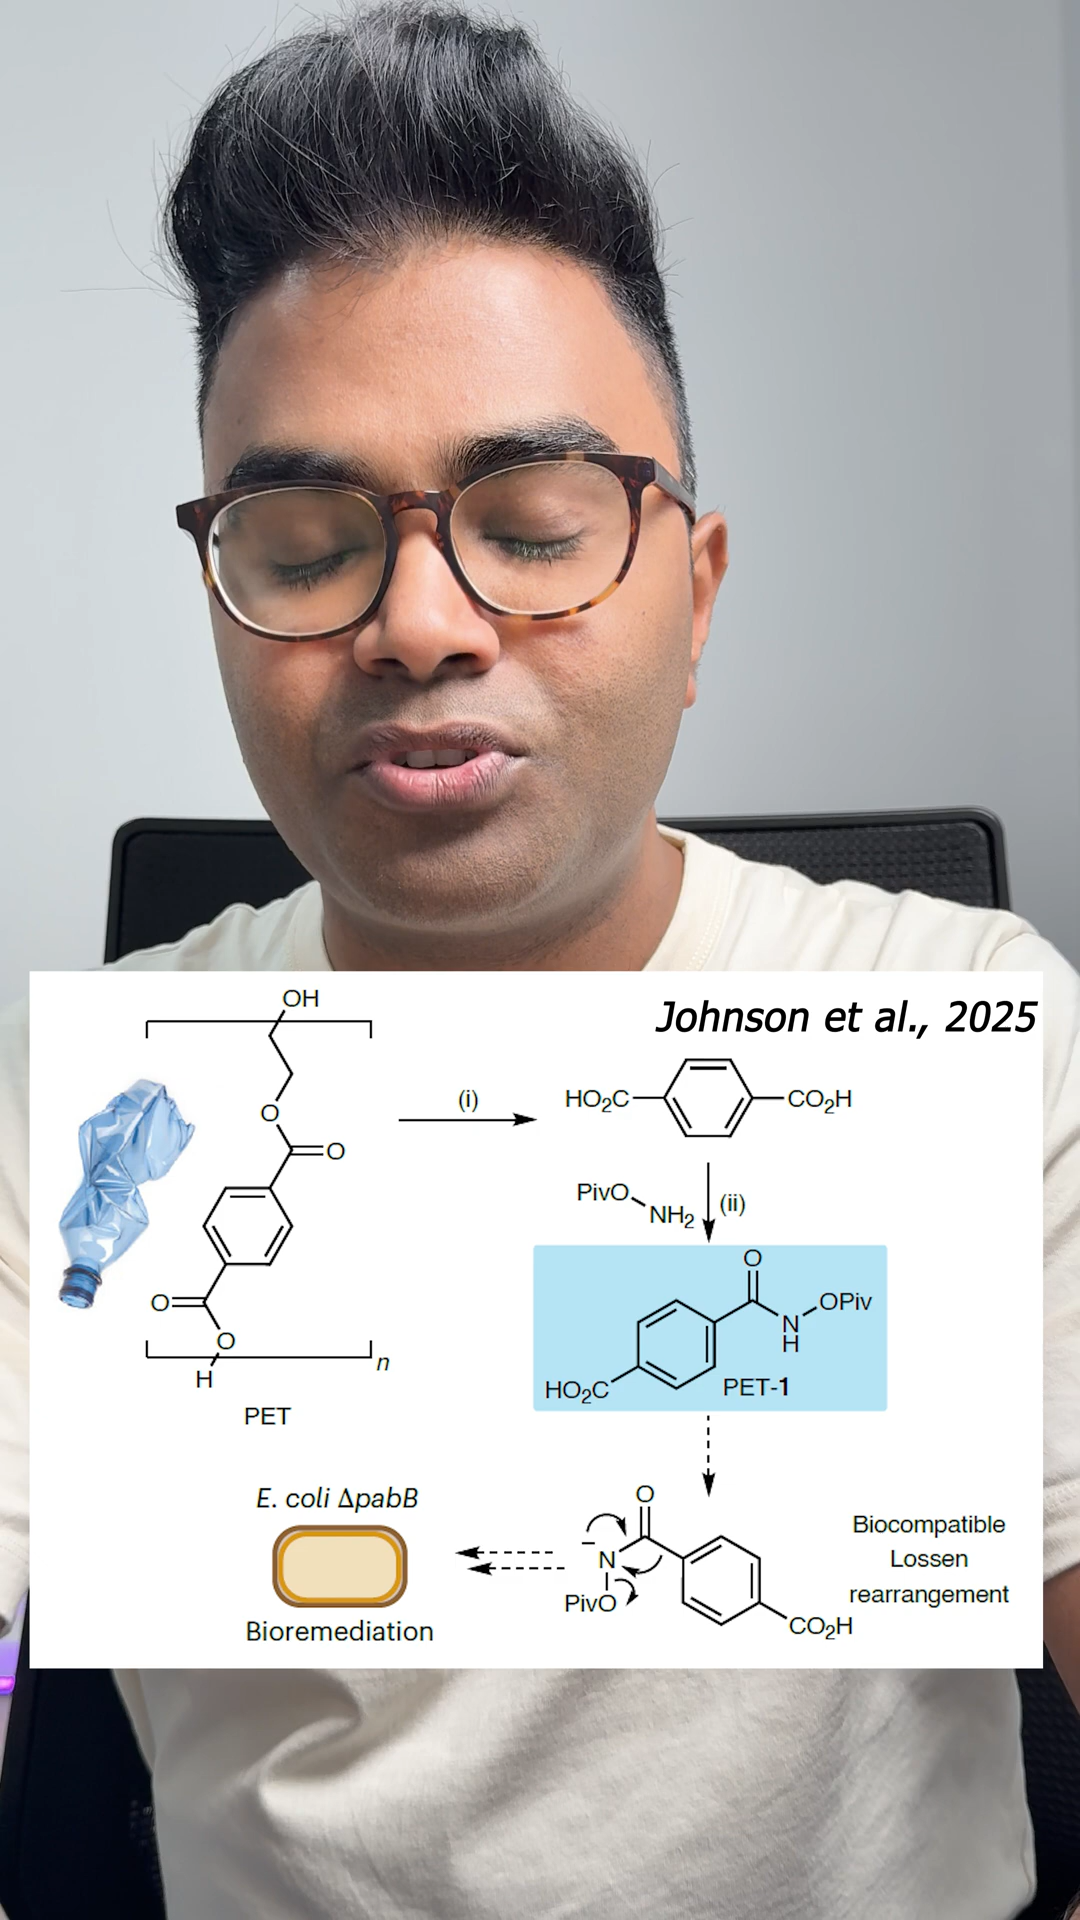 Johnson et al., 2025
OH
O
O
O
O
H
n
PET
(i)
HO₂C
CO₂H
PivO
NH₂
(ii)
O
OPiv
N
H
HO₂C
PET-1
O
−
N
PivO
CO₂H
Biocompatible
Lossen
rearrangement
E. coli ΔpabB
Bioremediation